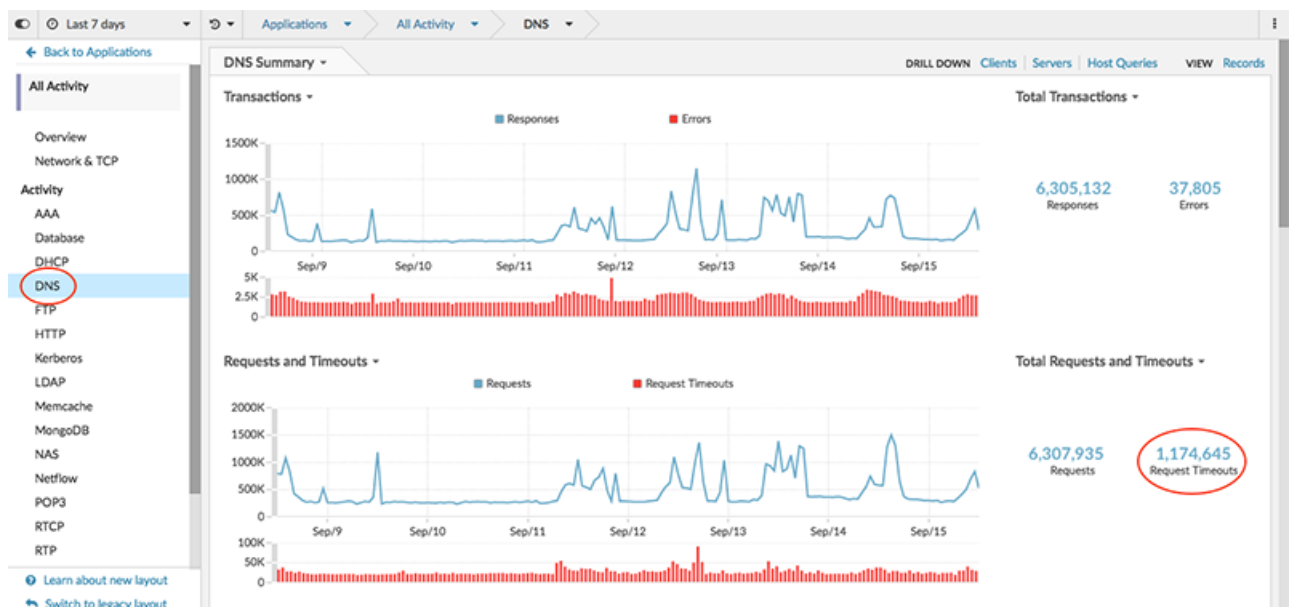 Last 7 days
Applications
All Activity
DNS
Back to Applications
All Activity
Overview
Network & TCP
Activity
AAA
Database
DHCP
DNS
FTP
HTTP
Kerberos
LDAP
Memcache
MongoDB
NAS
Netflow
POP3
RTCP
RTP
Learn about new layout
Switch to legacy layout
DNS Summary
DRILL DOWN Clients Servers Host Queries VIEW Records
Transactions
Responses Errors
1500K
1000K
500K
0
Sep/9 Sep/10 Sep/11 Sep/12 Sep/13 Sep/14 Sep/15
5K
2.5K
0
Total Transactions
6,305,132 37,805
Responses Errors
Requests and Timeouts
Requests Request Timeouts
2000K
1500K
1000K
500K
0
Sep/9 Sep/10 Sep/11 Sep/12 Sep/13 Sep/14 Sep/15
100K
50K
0
Total Requests and Timeouts
6,307,935 1,174,645
Requests Request Timeouts